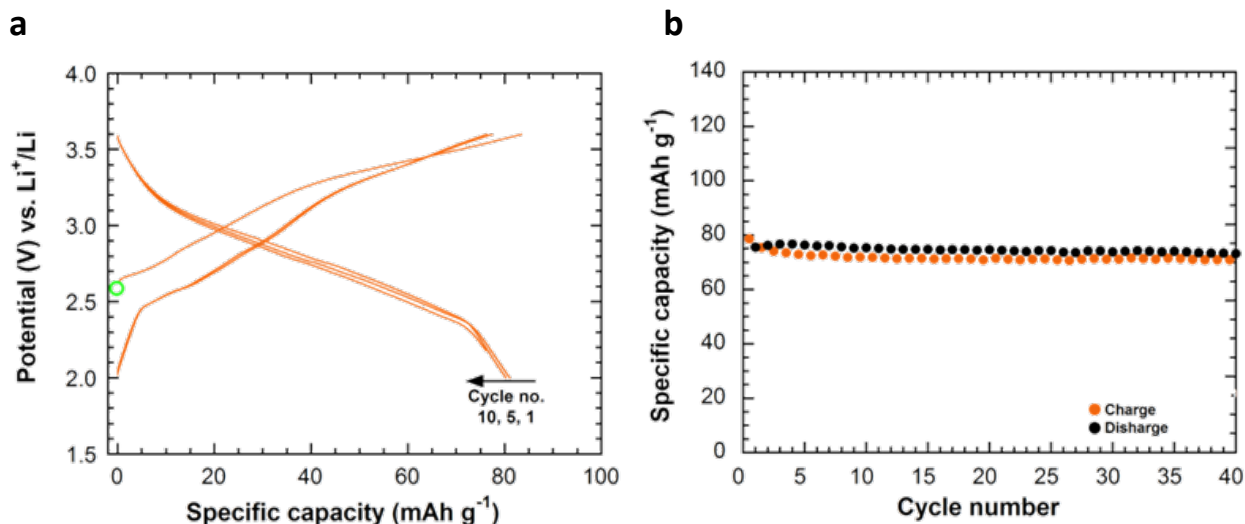 a
4.0
3.5
3.0
2.5
2.0
1.5
Potential (V) vs. Li⁺/Li
0 20 40 60 80 100
Specific capacity (mAh g⁻¹)
Cycle no.
10, 5, 1
b
140
120
100
80
60
40
20
0
Specific capacity (mAh g⁻¹)
Charge
Disharge
0 5 10 15 20 25 30 35 40
Cycle number